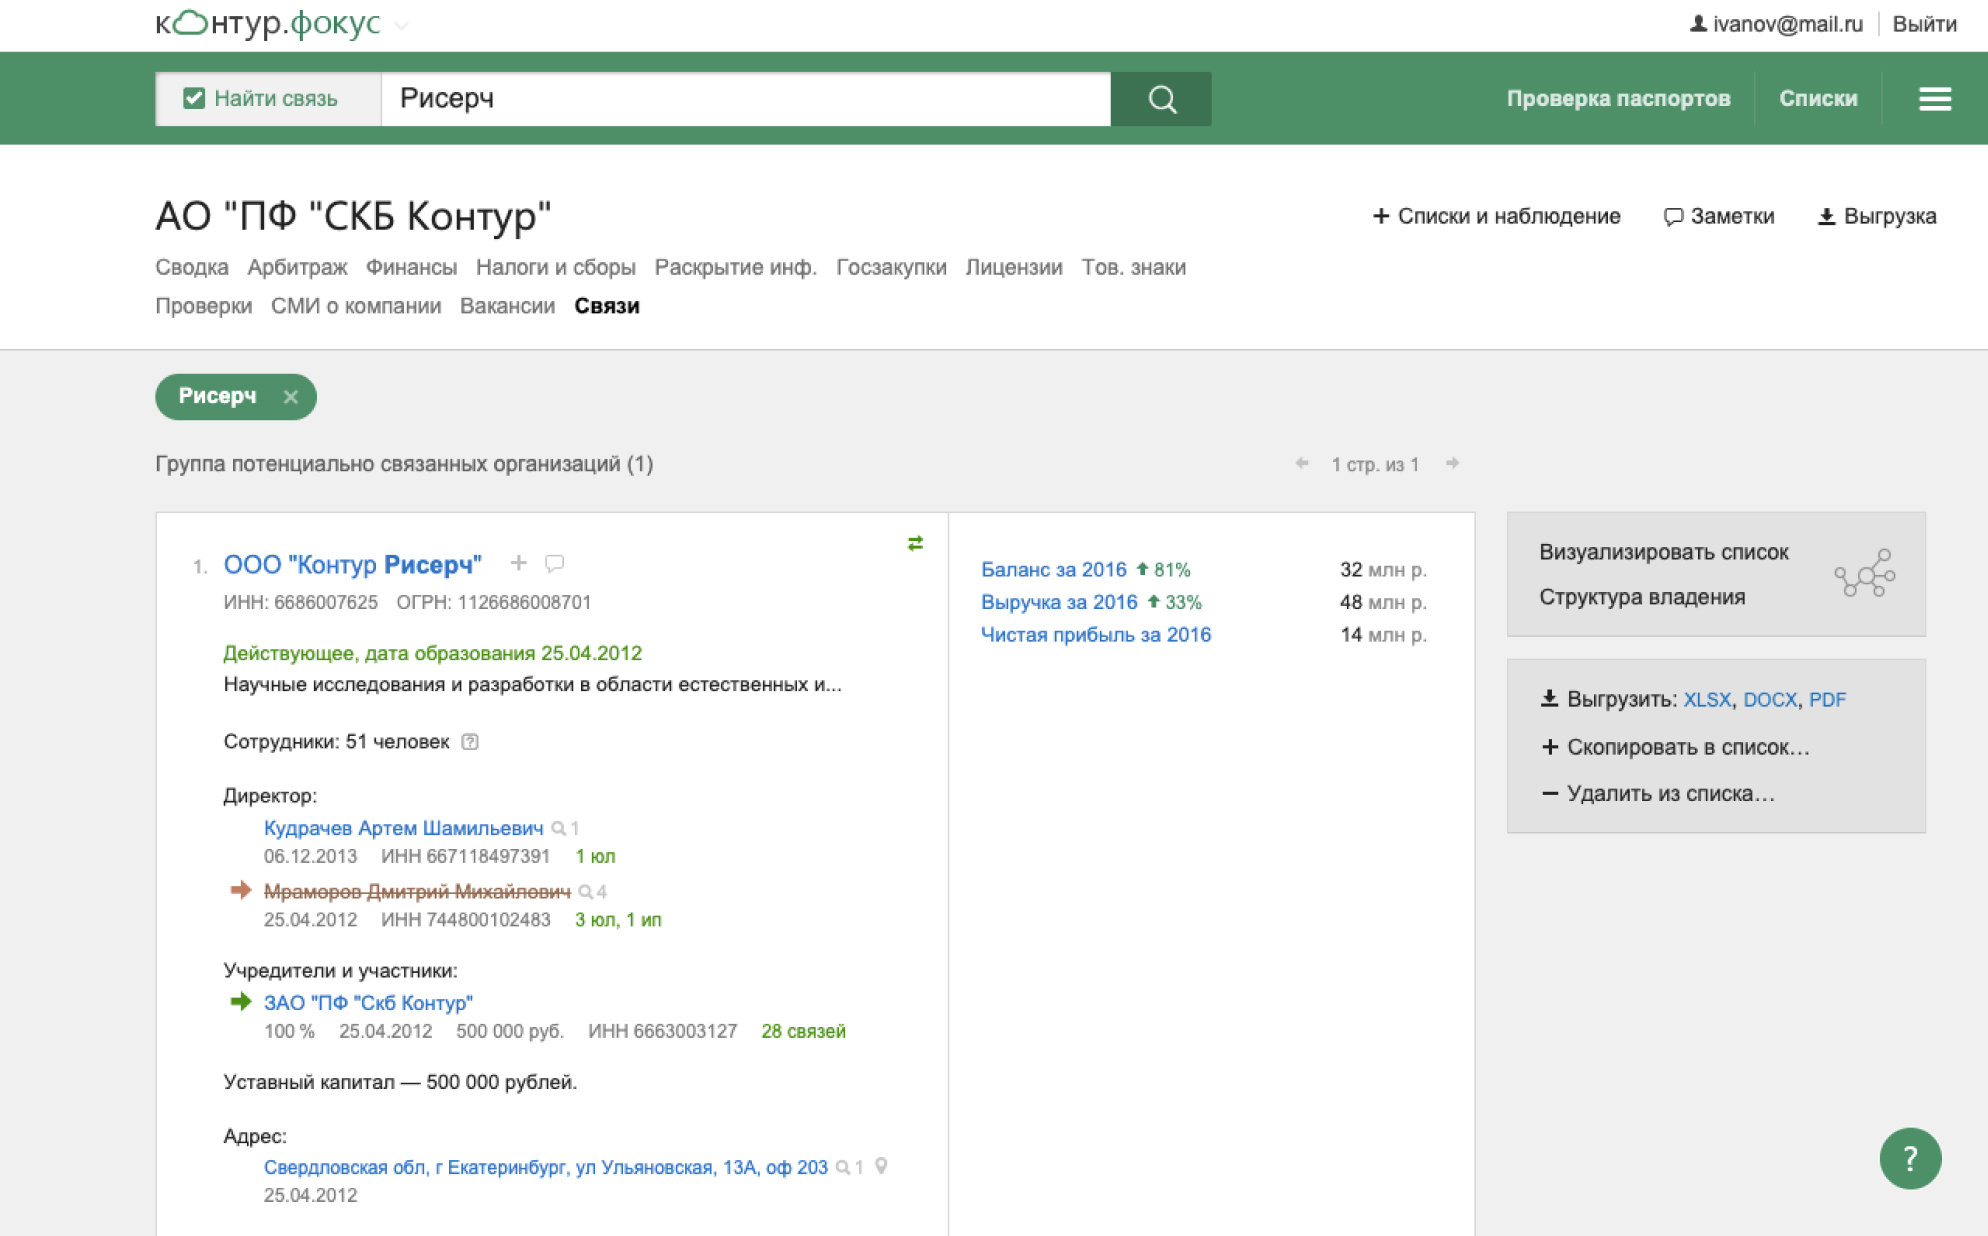 контур.фокус
ivanov@mail.ru Выйти
Найти связь Рисерч Проверка паспортов Списки
АО "ПФ "СКБ Контур" + Списки и наблюдение Заметки Выгрузка
Сводка Арбитраж Финансы Налоги и сборы Раскрытие инф. Госзакупки Лицензии Тов. знаки
Проверки СМИ о компании Вакансии Связи
Рисерч ×
Группа потенциально связанных организаций (1) 1 стр. из 1
1. ООО "Контур Рисерч" +
ИНН: 6686007625 ОГРН: 1126686008701
Действующее, дата образования 25.04.2012
Научные исследования и разработки в области естественных и...
Сотрудники: 51 человек ?
Директор:
Кудрачев Артем Шамильевич 1
06.12.2013 ИНН 667118497391 1 юл
Мраморов Дмитрий Михайлович 4
25.04.2012 ИНН 744800102483 3 юл, 1 ип
Учредители и участники:
ЗАО "ПФ "Скб Контур"
100 % 25.04.2012 500 000 руб. ИНН 6663003127 28 связей
Уставный капитал — 500 000 рублей.
Адрес:
Свердловская обл, г Екатеринбург, ул Ульяновская, 13А, оф 203 1
25.04.2012
Баланс за 2016 81% 32 млн р.
Выручка за 2016 33% 48 млн р.
Чистая прибыль за 2016 14 млн р.
Визуализировать список
Структура владения
Выгрузить: XLSX, DOCX, PDF
+ Скопировать в список...
− Удалить из списка...
?